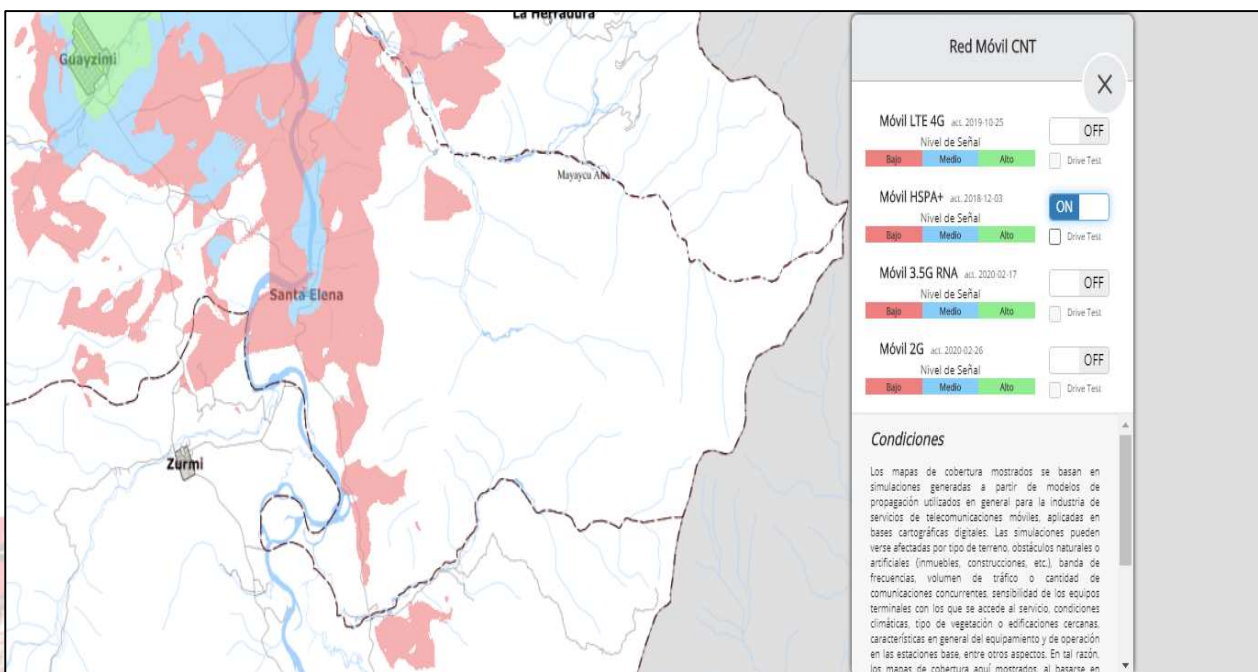 La Herradura
Guayzimi
Mayaycu Alto
Santa Elena
Zurmi
Red Móvil CNT
X
Móvil LTE 4G act. 2019-10-25
OFF
Nivel de Señal
Bajo Medio Alto
Drive Test
Móvil HSPA+ act. 2018-12-03
ON
Nivel de Señal
Bajo Medio Alto
Drive Test
Móvil 3.5G RNA act. 2020-02-17
OFF
Nivel de Señal
Bajo Medio Alto
Drive Test
Móvil 2G act. 2020-02-26
OFF
Nivel de Señal
Bajo Medio Alto
Drive Test
Condiciones
Los mapas de cobertura mostrados se basan en
simulaciones generadas a partir de modelos de
propagación utilizados en general para la industria de
servicios de telecomunicaciones móviles, aplicadas en
bases cartográficas digitales. Las simulaciones pueden
verse afectadas por tipo de terreno, obstáculos naturales o
artificiales (inmuebles, construcciones, etc.), banda de
frecuencias, volumen de tráfico o cantidad de
comunicaciones concurrentes, sensibilidad de los equipos
terminales con los que se accede al servicio, condiciones
climáticas, tipo de vegetación o edificaciones cercanas,
características en general del equipamiento y de operación
en las estaciones base, entre otros aspectos. En tal razón,
los mapas de cobertura aquí mostrados, al basarse en